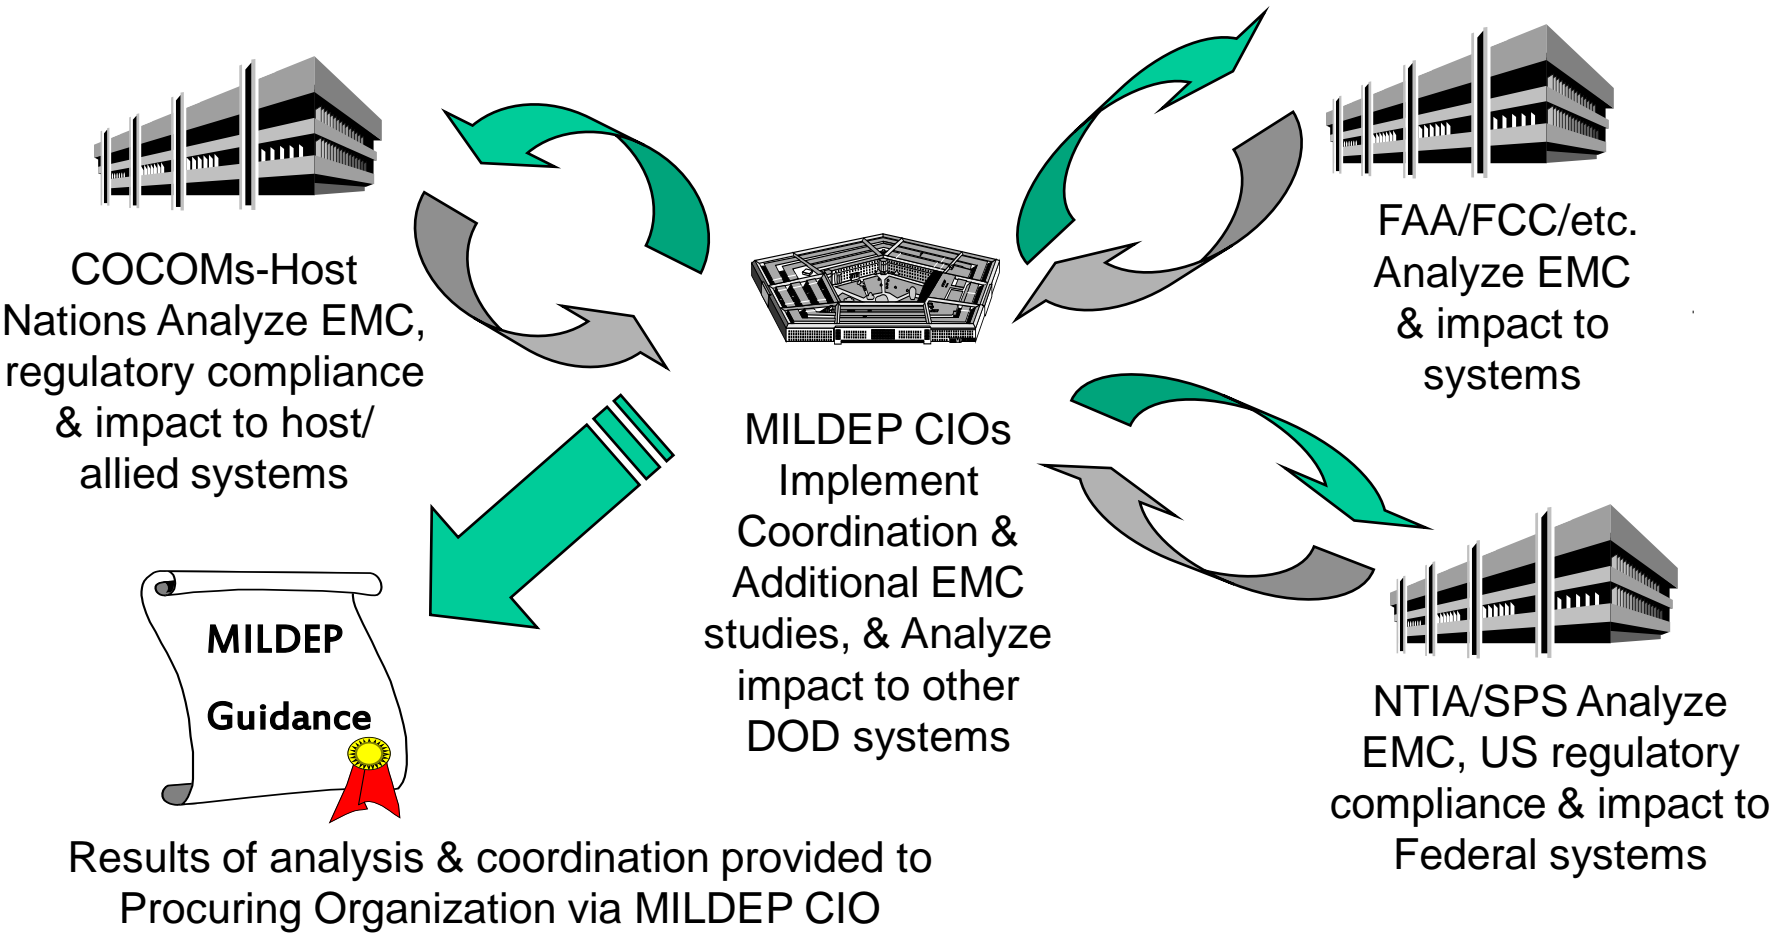 COCOMs-Host
Nations Analyze EMC,
regulatory compliance
& impact to host/
allied systems
FAA/FCC/etc.
Analyze EMC
& impact to
systems
MILDEP CIOs
Implement
Coordination &
Additional EMC
studies, & Analyze
impact to other
DOD systems
NTIA/SPS Analyze
EMC, US regulatory
compliance & impact to
Federal systems
MILDEP
Guidance
Results of analysis & coordination provided to
Procuring Organization via MILDEP CIO